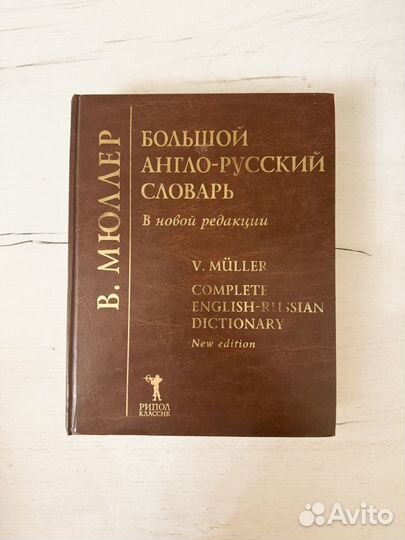 В. МЮЛЛЕР
БОЛЬШОЙ
АНГЛО-РУССКИЙ
СЛОВАРЬ
В новой редакции
V. MÜLLER
COMPLETE
ENGLISH-RUSSIAN
DICTIONARY
New edition
РИПОЛ
КЛАССИК
Avito